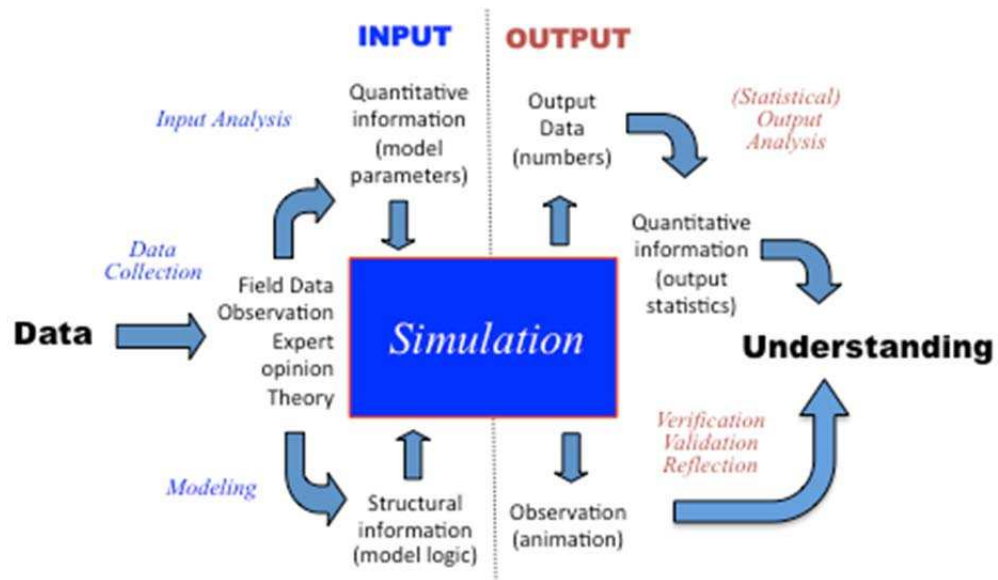 INPUT
OUTPUT
Input Analysis
Quantitative
information
(model
parameters)
Output
Data
(numbers)
(Statistical)
Output
Analysis
Data
Collection
Field Data
Observation
Expert
opinion
Theory
Data
Simulation
Quantitative
information
(output
statistics)
Understanding
Modeling
Structural
information
(model logic)
Observation
(animation)
Verification
Validation
Reflection